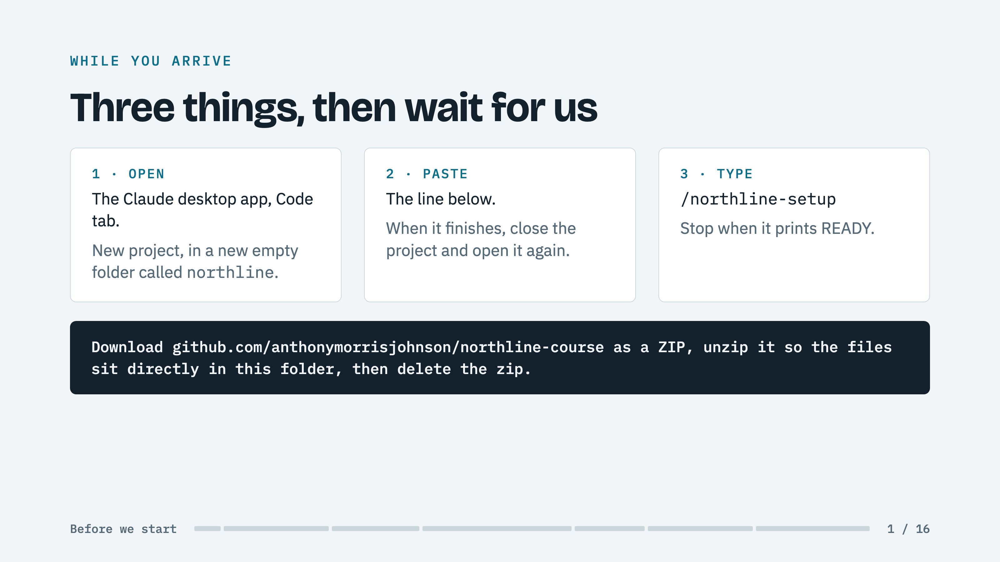 WHILE YOU ARRIVE
Three things, then wait for us
1 · OPEN
The Claude desktop app, Code
tab.
New project, in a new empty
folder called northline.
2 · PASTE
The line below.
When it finishes, close the
project and open it again.
3 · TYPE
/northline-setup
Stop when it prints READY.
Download github.com/anthonymorrisjohnson/northline-course as a ZIP, unzip it so the files
sit directly in this folder, then delete the zip.
Before we start
1 / 16